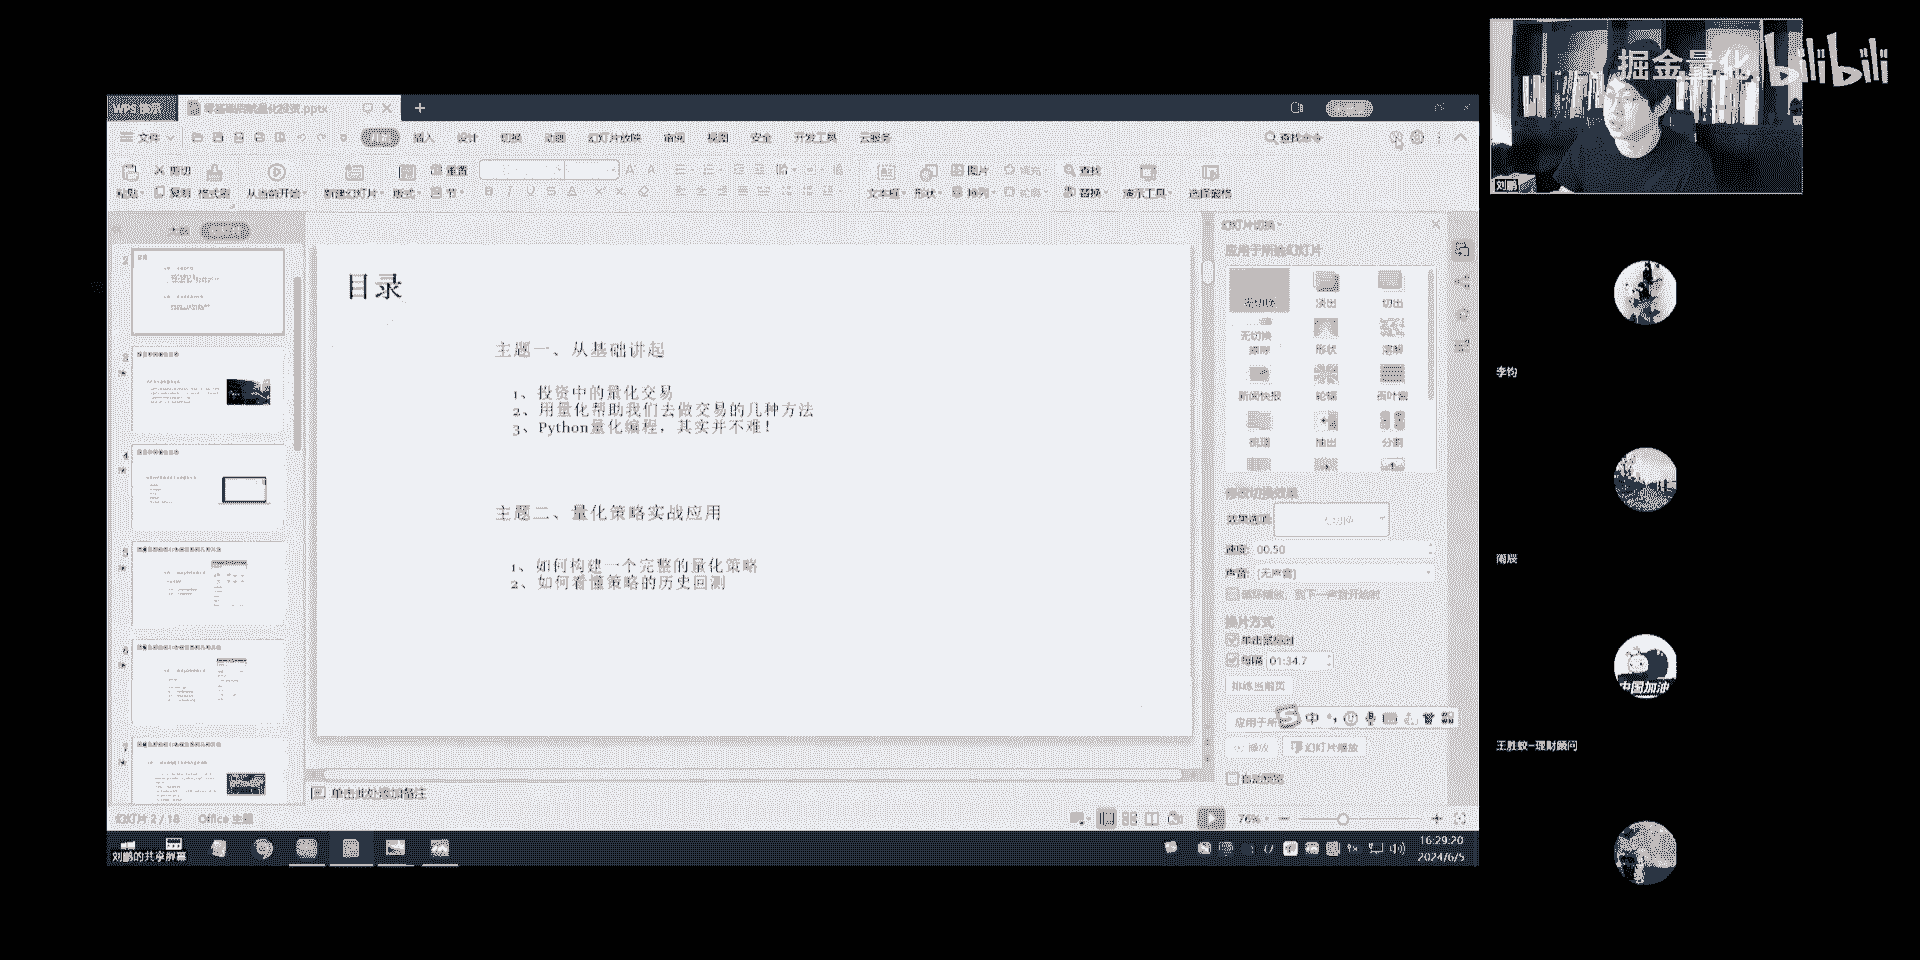 掘金量化 bilibili
WPS 演示
.pptx
文件
插入
设计
切换
动画
幻灯片放映
审阅
视图
安全
开发工具
云服务
查找命令
粘贴
剪切
复制
格式刷
从当前开始
新建幻灯片
版式
重置
节
文本框
形状
图片
排列
查找
替换
演示工具
选择窗格
目录
主题一、从基础讲起
1、投资中的量化交易
2、用量化帮助我们去做交易的几种方法
3、Python量化编程，其实并不难！
主题二、量化策略实战应用
1、如何构建一个完整的量化策略
2、如何看懂策略的历史回测
幻灯片切换
应用于所选幻灯片
无切换
淡出
切出
形状
溶解
新闻快报
轮辐
百叶窗
梳理
抽出
分割
修改切换效果
效果选项
速度: 00.50
声音: [无声音]
循环播放，到下一声音开始时
换片方式
单击鼠标时
每隔 01:34.7
排练当前页
应用于所
播放
幻灯片播放
自动预览
单击此处添加备注
幻灯片 2 / 18
Office 主题
76%
16:29:20
2024/6/5
刘鹏的共享屏幕
刘鹏
李钧
中国加油